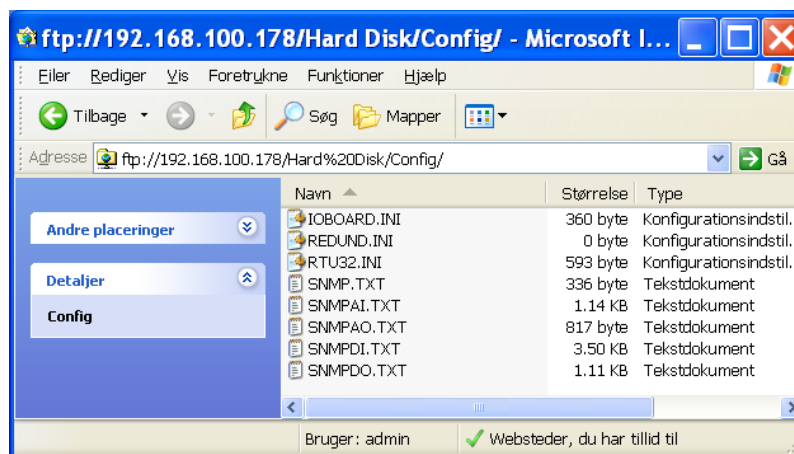 ftp://192.168.100.178/Hard Disk/Config/ - Microsoft I...
Filer Rediger Vis Foretrukne Funktioner Hjælp
Tilbage Søg Mapper
Adresse ftp://192.168.100.178/Hard%20Disk/Config/ Gå
Navn Størrelse Type
Andre placeringer
Detaljer
Config
IOBOARD.INI 360 byte Konfigurationsindstil.
REDUND.INI 0 byte Konfigurationsindstil.
RTU32.INI 593 byte Konfigurationsindstil.
SNMP.TXT 336 byte Tekstdokument
SNMPAI.TXT 1.14 KB Tekstdokument
SNMPAO.TXT 817 byte Tekstdokument
SNMPDI.TXT 3.50 KB Tekstdokument
SNMPDO.TXT 1.11 KB Tekstdokument
Bruger: admin Websteder, du har tillid til